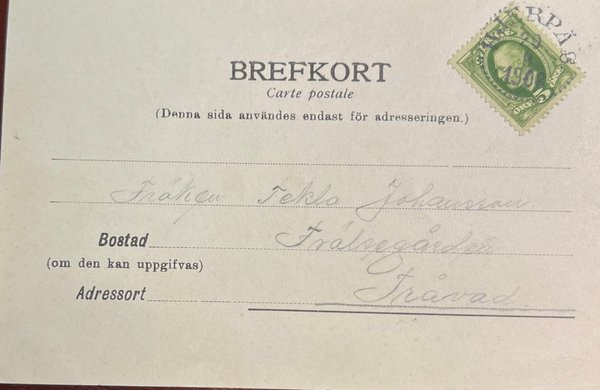 BREFKORT
Carte postale
(Denna sida användes endast för adresseringen.)
Fröken Tekla Johansson
Bostad Frälsegården
(om den kan uppgifvas)
Adressort Tråvad